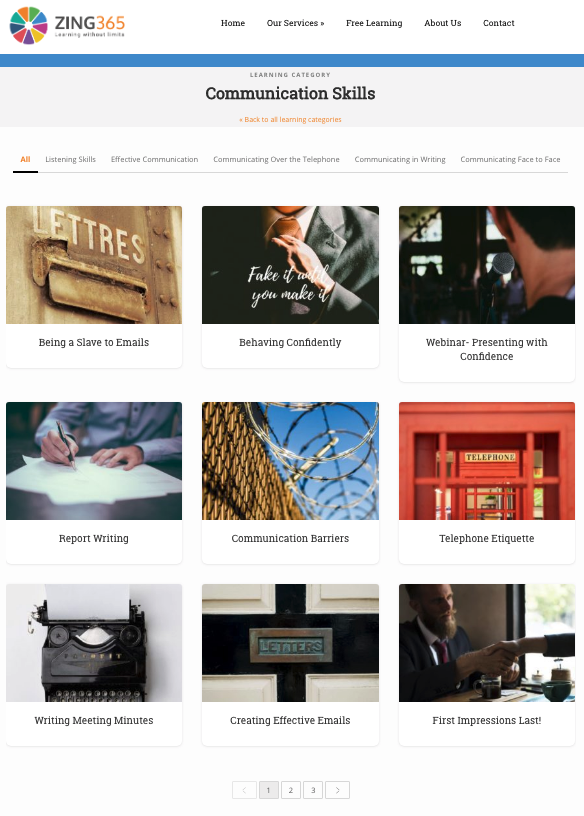 ZING365
Learning without limits
Home Our Services » Free Learning About Us Contact
LEARNING CATEGORY
Communication Skills
« Back to all learning categories
All Listening Skills Effective Communication Communicating Over the Telephone Communicating in Writing Communicating Face to Face
LETTRES
Fake it until
you make it
Being a Slave to Emails
Behaving Confidently
Webinar- Presenting with
Confidence
TELEPHONE
Report Writing
Communication Barriers
Telephone Etiquette
LETTERS
Writing Meeting Minutes
Creating Effective Emails
First Impressions Last!
1 2 3